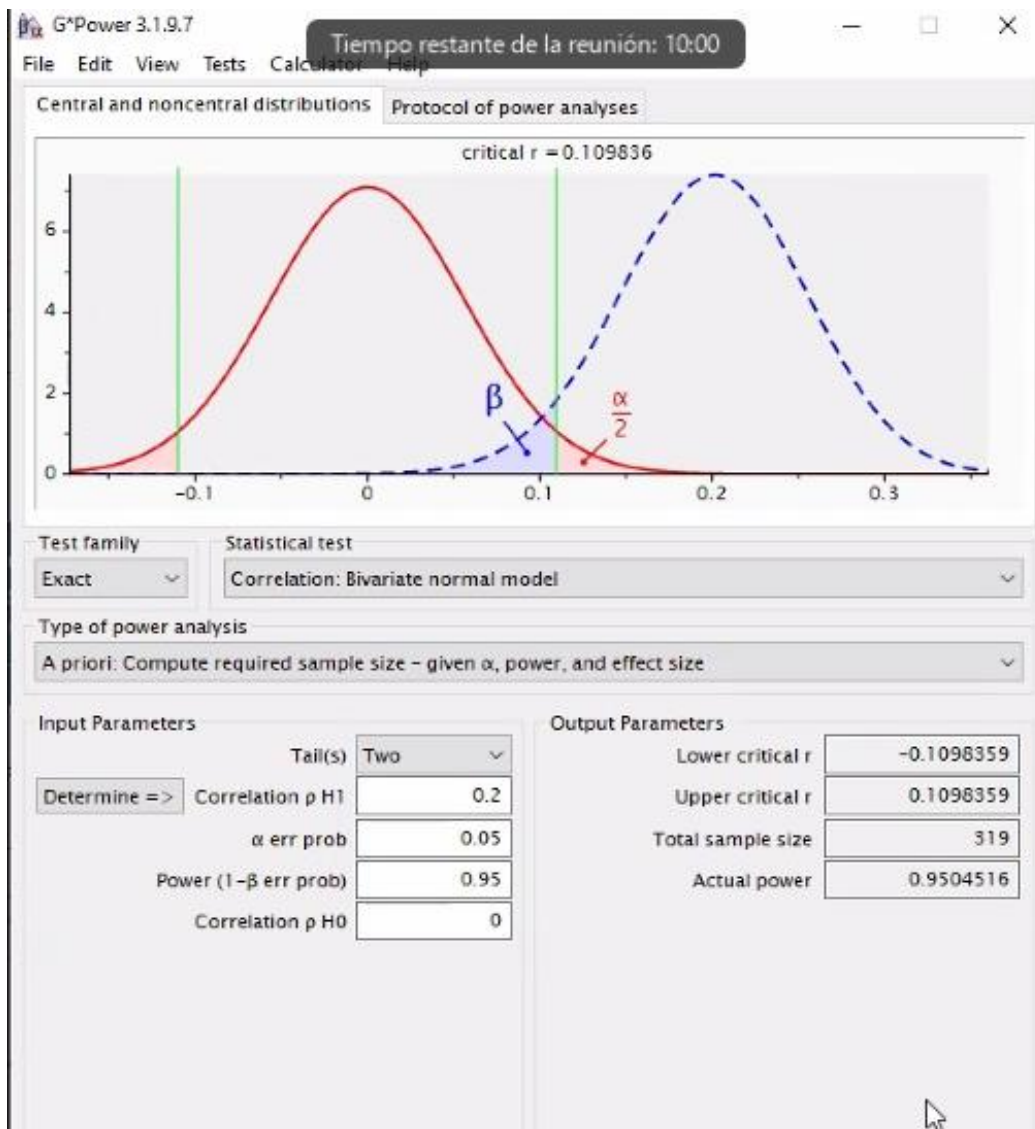 G*Power 3.1.9.7
Tiempo restante de la reunión: 10:00
File Edit View Tests Calculator Help
Central and noncentral distributions Protocol of power analyses
critical r = 0.109836
6
4
2
0
β
α
2
-0.1 0 0.1 0.2 0.3
Test family Statistical test
Exact Correlation: Bivariate normal model
Type of power analysis
A priori: Compute required sample size - given α, power, and effect size
Input Parameters Output Parameters
Tail(s) Two Lower critical r -0.1098359
Determine => Correlation ρ H1 0.2 Upper critical r 0.1098359
α err prob 0.05 Total sample size 319
Power (1-β err prob) 0.95 Actual power 0.9504516
Correlation ρ H0 0